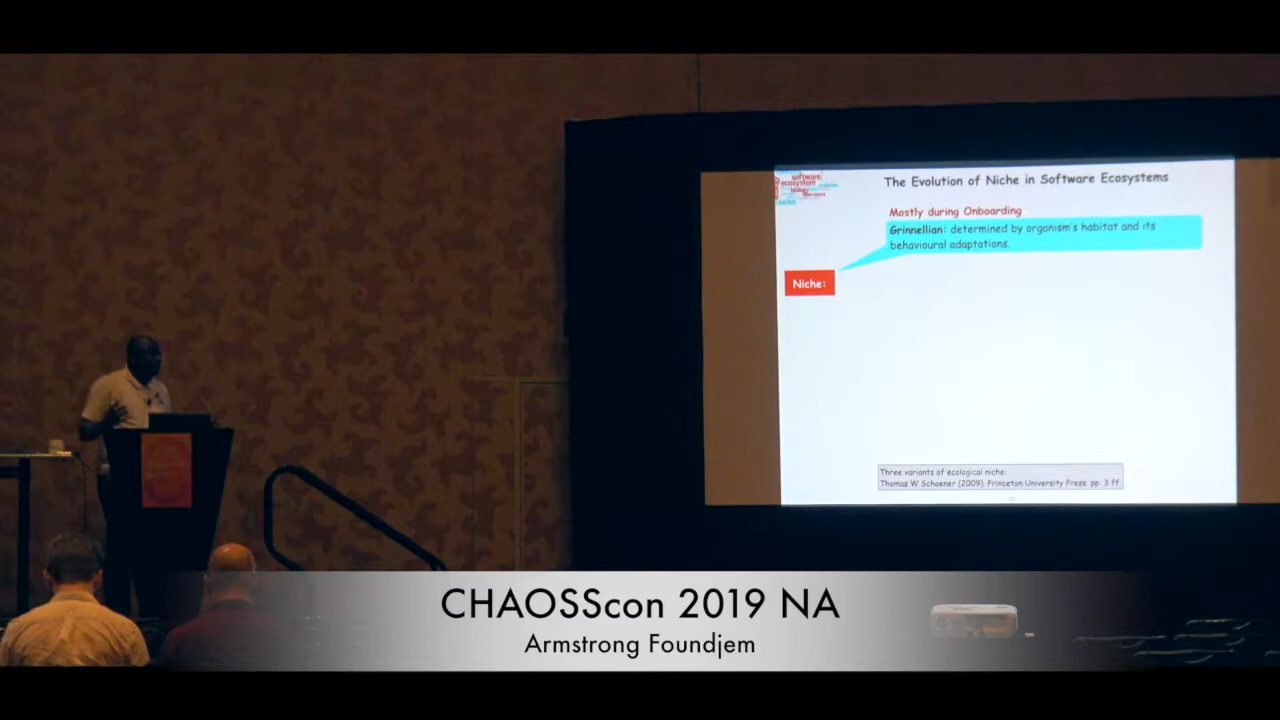 software
ecosystem
The Evolution of Niche in Software Ecosystems
Mostly during Onboarding
Grinnellian: determined by organism's habitat and its
behavioural adaptations.
Niche:
Three variants of ecological niche:
Thomas W. Schoener (2009). Princeton University Press. pp. 3 ff.
CHAOSScon 2019 NA
Armstrong Foundjem